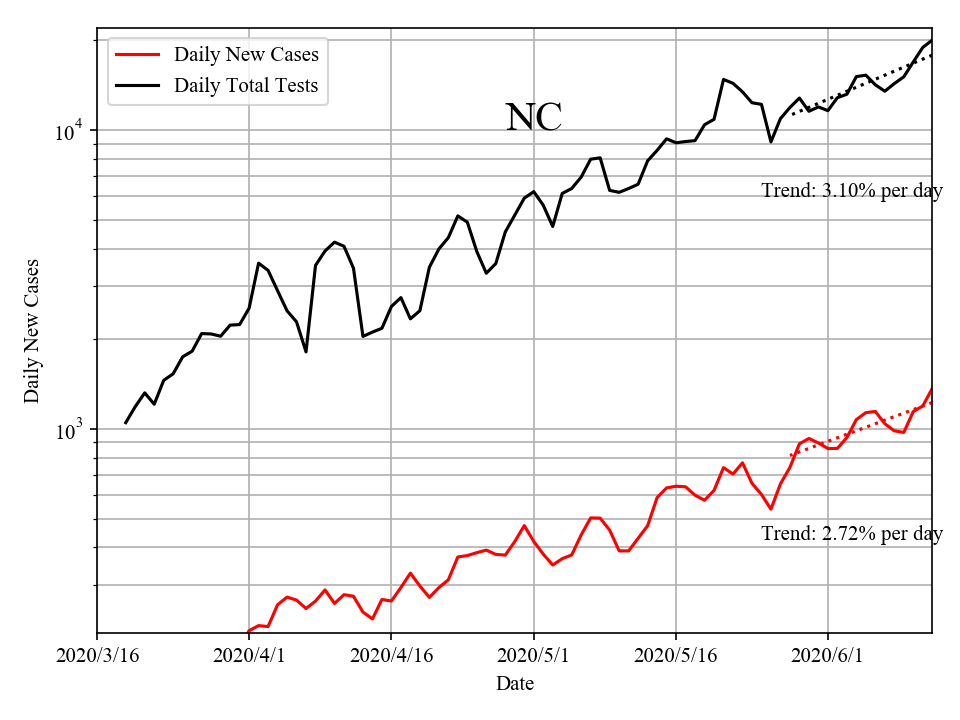 Daily New Cases
Daily Total Tests
NC
10^4
Trend: 3.10% per day
Daily New Cases
10^3
Trend: 2.72% per day
2020/3/16 2020/4/1 2020/4/16 2020/5/1 2020/5/16 2020/6/1
Date